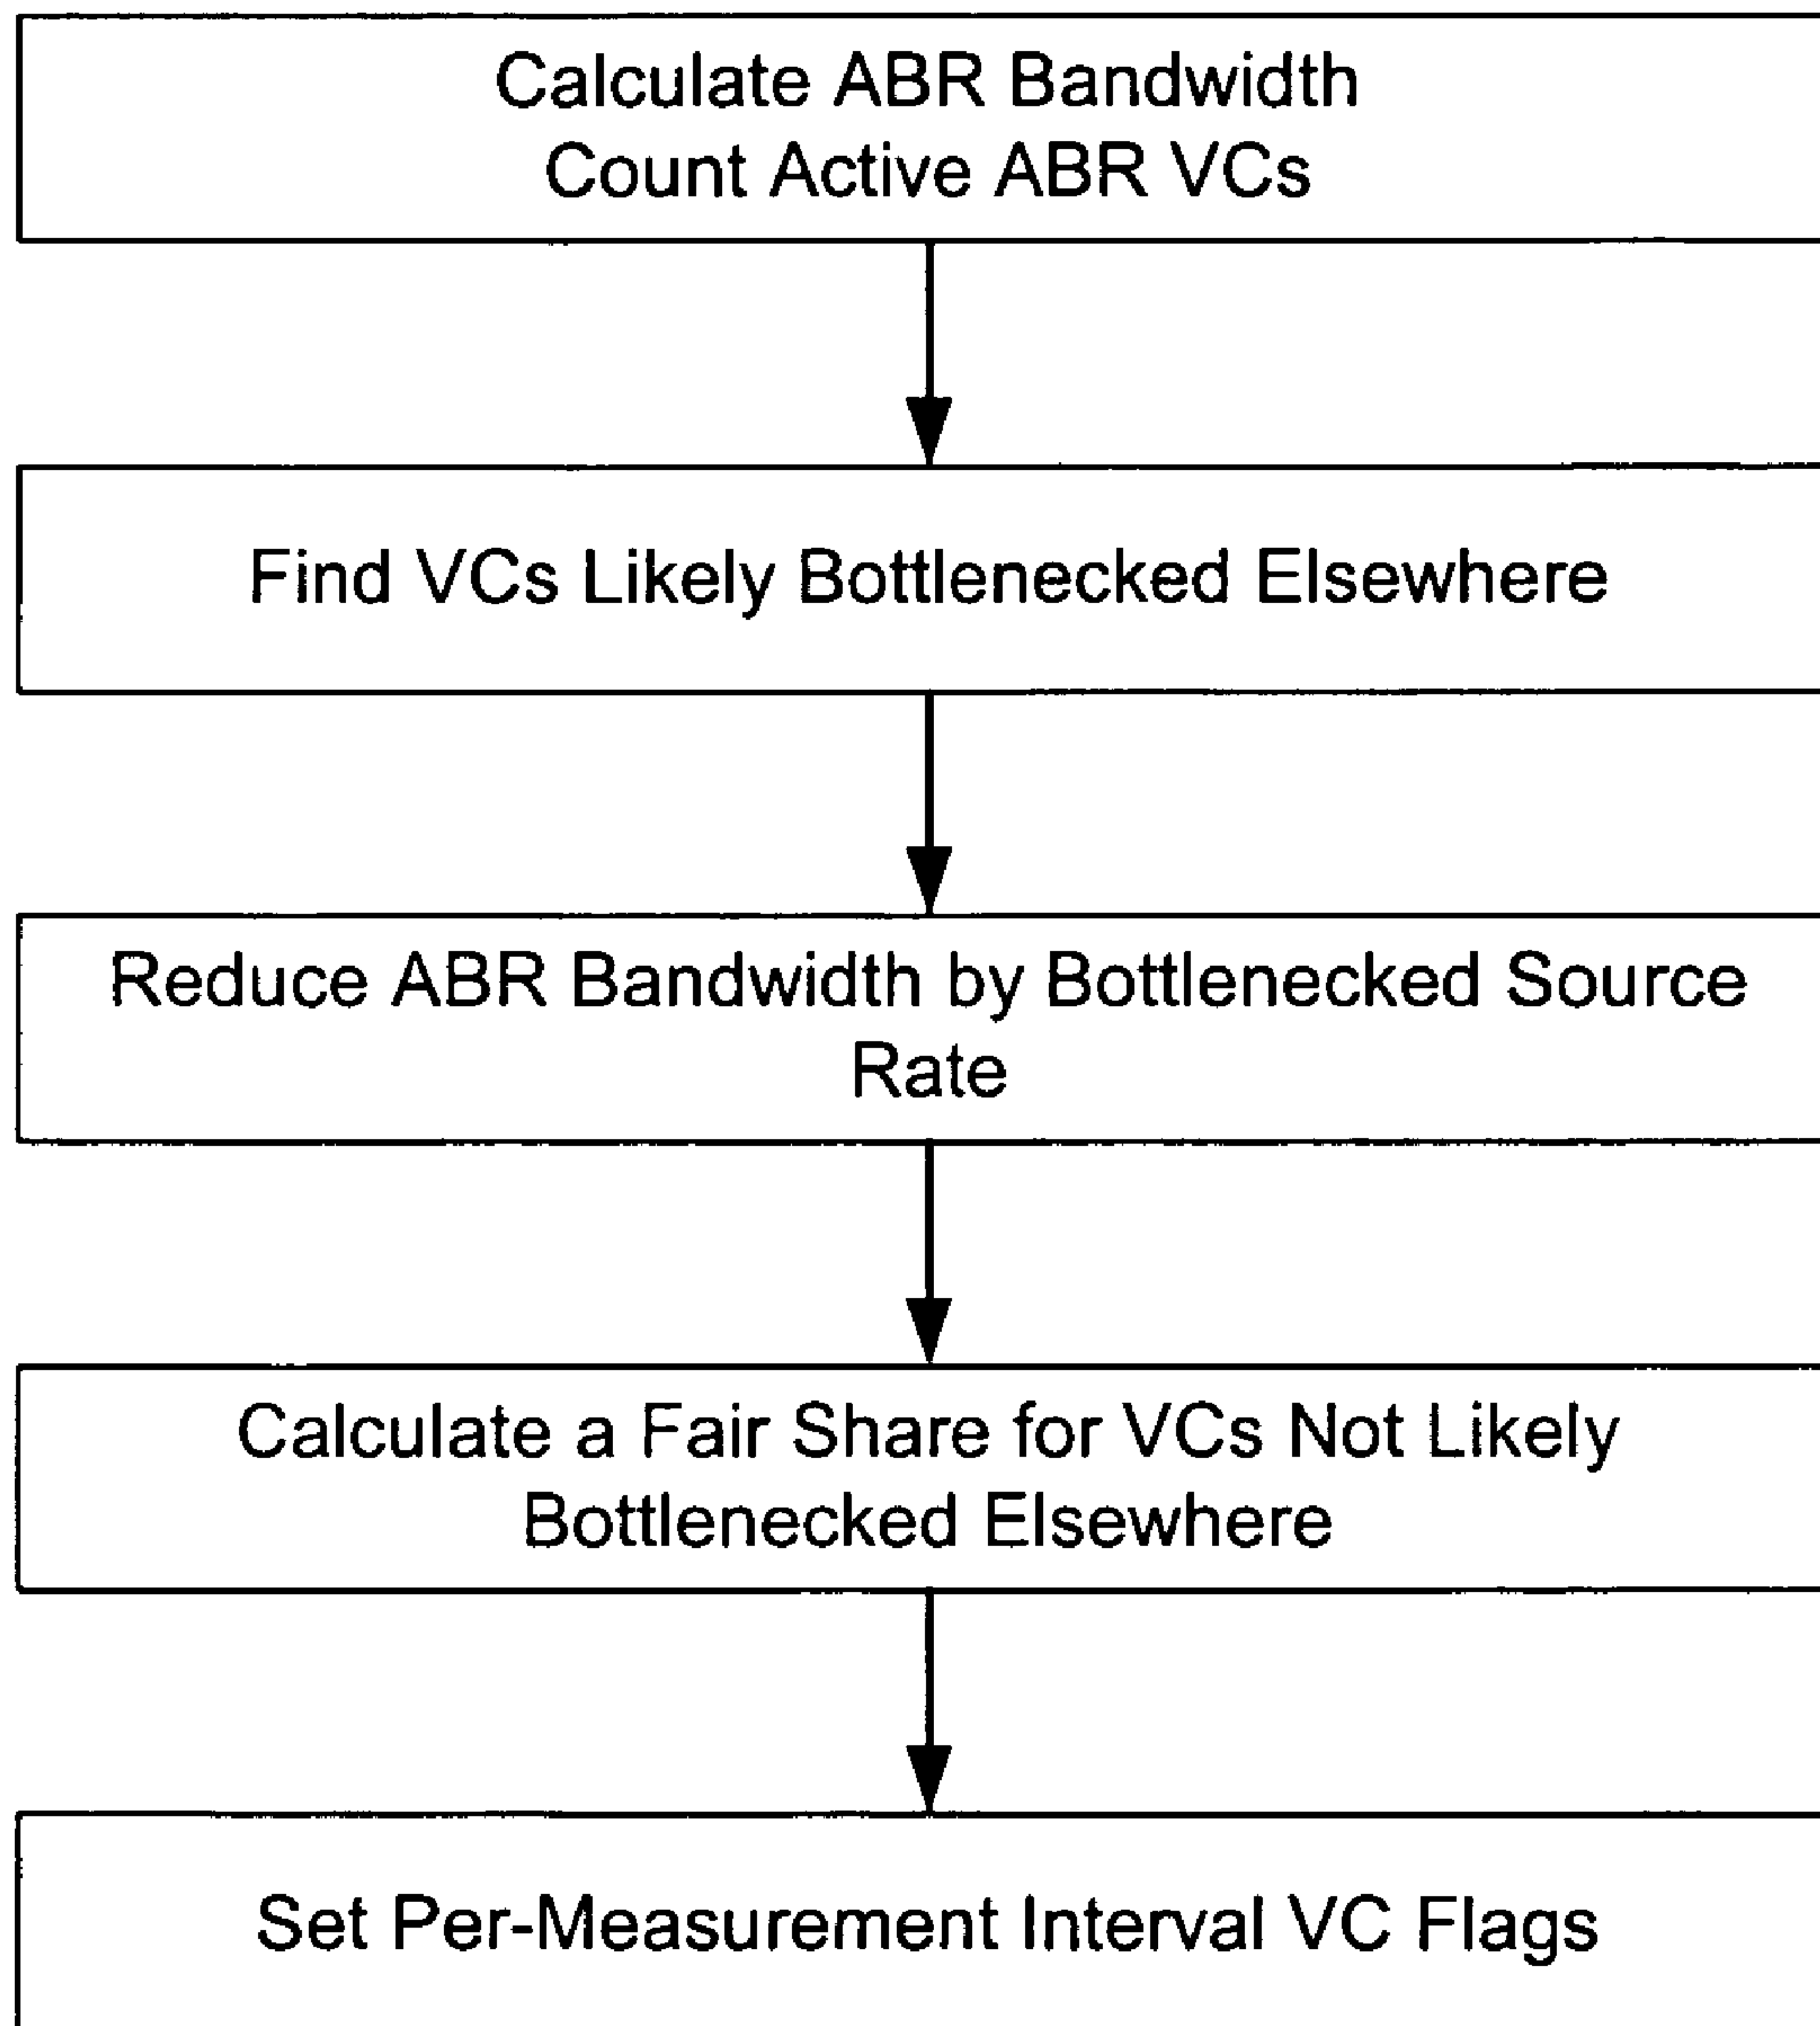 Calculate ABR Bandwidth
Count Active ABR VCs
Find VCs Likely Bottlenecked Elsewhere
Reduce ABR Bandwidth by Bottlenecked Source
Rate
Calculate a Fair Share for VCs Not Likely
Bottlenecked Elsewhere
Set Per-Measurement Interval VC Flags